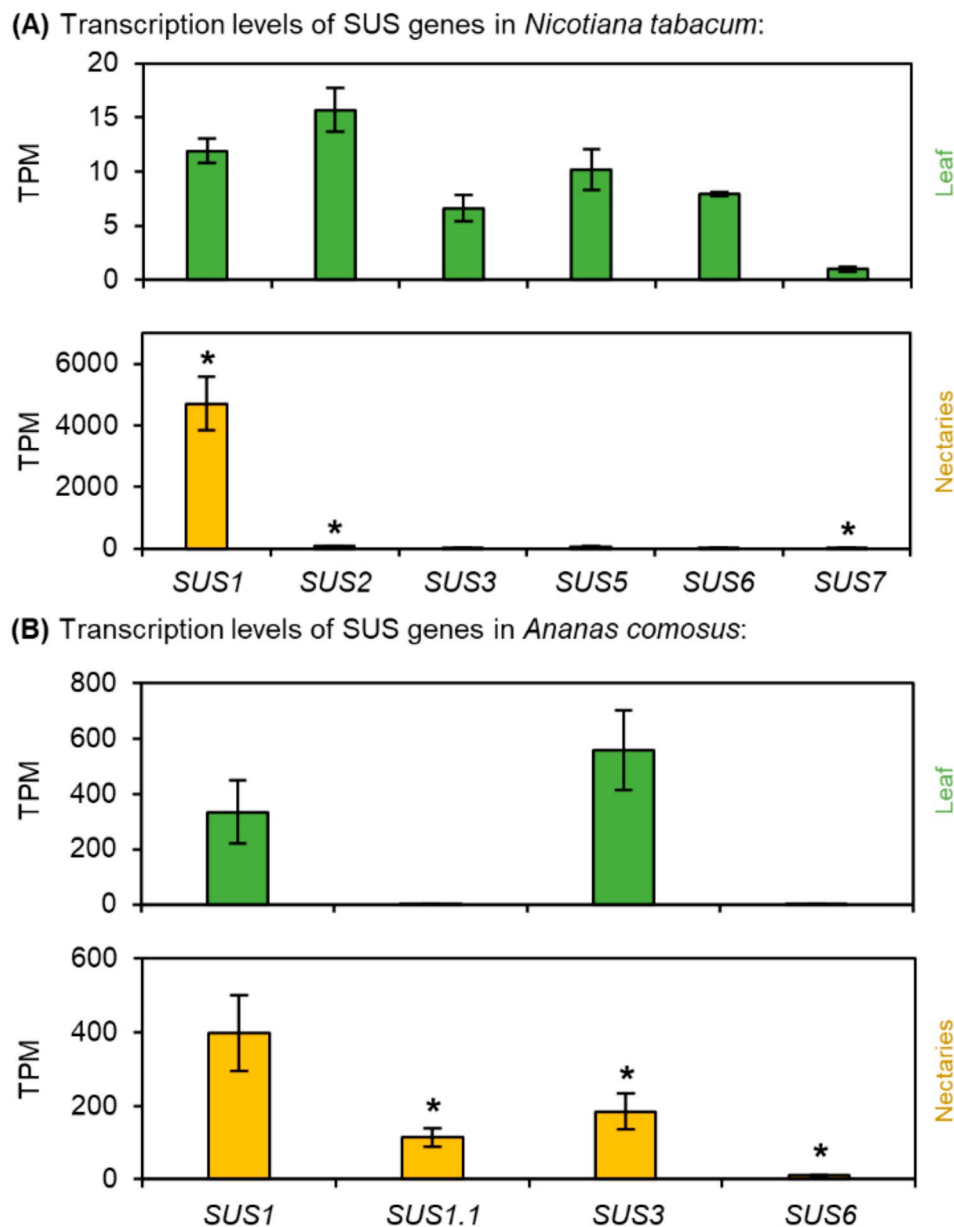 (A) Transcription levels of SUS genes in Nicotiana tabacum:
20
15
10
5
0
TPM
Leaf
6000
4000
2000
0
TPM
Nectaries
*
*
*
SUS1 SUS2 SUS3 SUS5 SUS6 SUS7
(B) Transcription levels of SUS genes in Ananas comosus:
800
600
400
200
0
TPM
Leaf
600
400
200
0
TPM
Nectaries
*
*
*
SUS1 SUS1.1 SUS3 SUS6